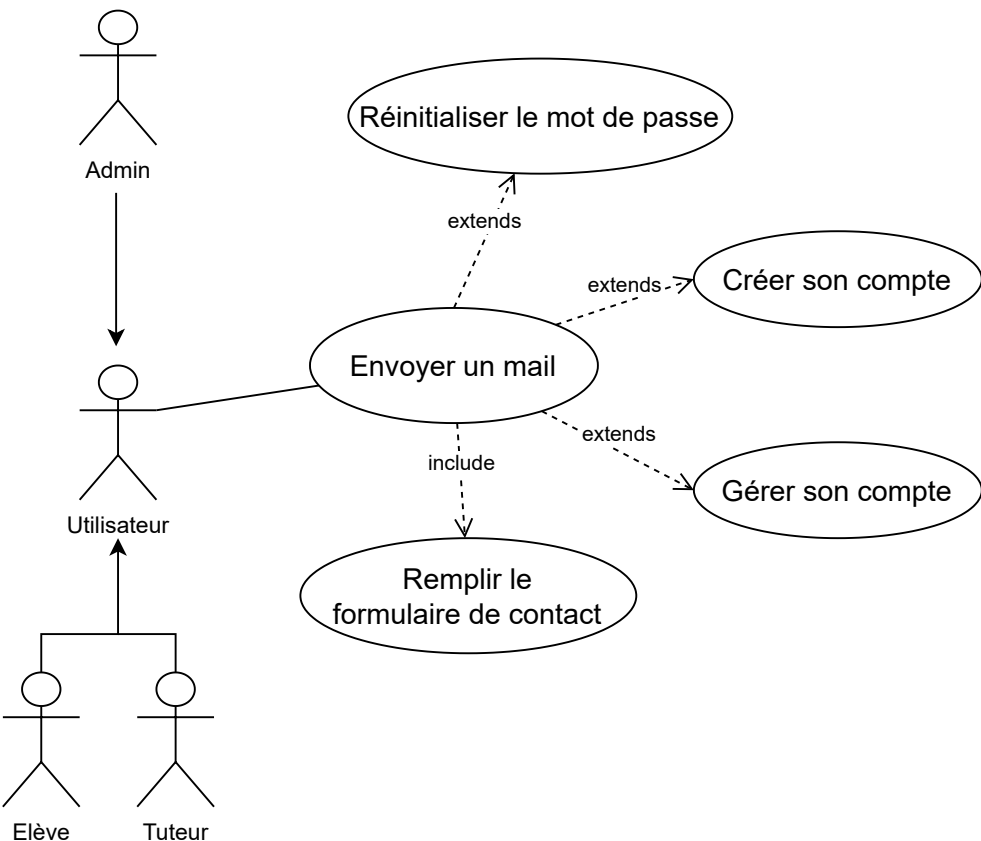 Réinitialiser le mot de passe
Admin
extends
Créer son compte
extends
Envoyer un mail
extends
include
Gérer son compte
Utilisateur
Remplir le
formulaire de contact
Elève
Tuteur